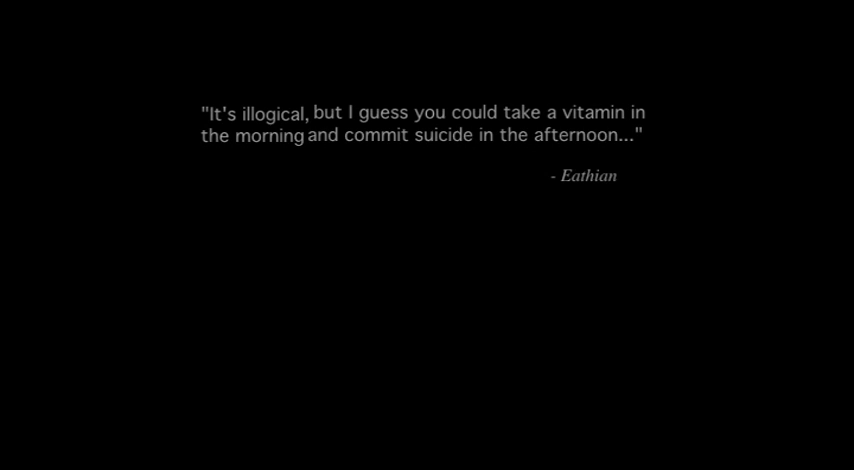 "It's illogical, but I guess you could take a vitamin in
the morning and commit suicide in the afternoon..."
- Eathian